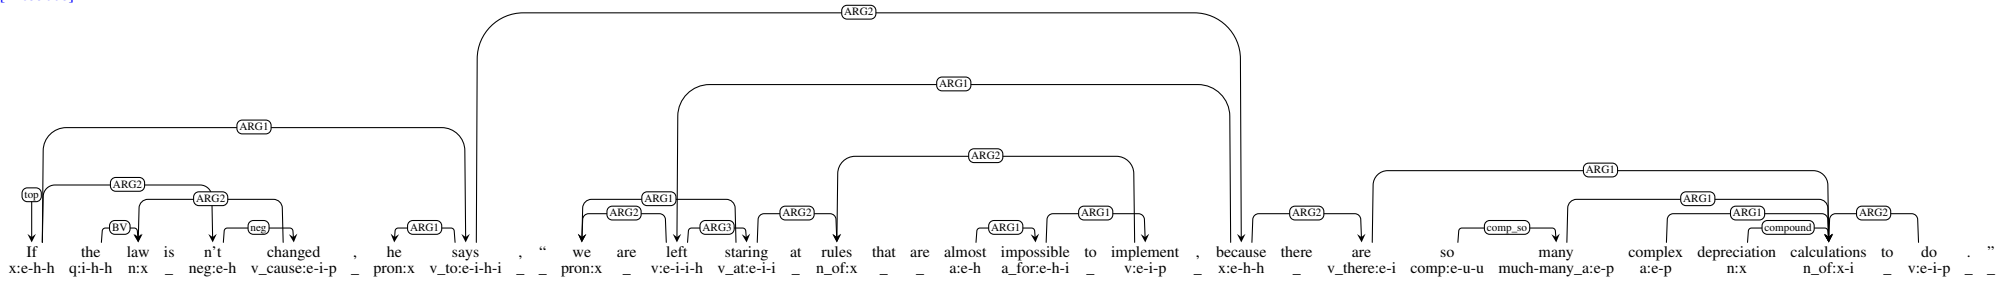 ARG2
ARG1
ARG1
ARG2
ARG1
top ARG2 ARG2 ARG1 ARG1
ARG2 ARG2 ARG1 ARG1 ARG2
BV neg ARG1 ARG3 ARG1 comp_so compound
If the law is n't changed , he says , “ we are left staring at rules that are almost impossible to implement , because there are so many complex depreciation calculations to do . ”
x:e-h-h q:i-h-h n:x _ neg:e-h v_cause:e-i-p _ pron:x v_to:e-i-h-i _ _ pron:x _ v:e-i-i-h v_at:e-i-i _ n_of:x _ _ a:e-h a_for:e-h-i _ v:e-i-p _ x:e-h-h _ v_there:e-i comp:e-u-u much-many_a:e-p a:e-p n:x n_of:x-i _ v:e-i-p _ _